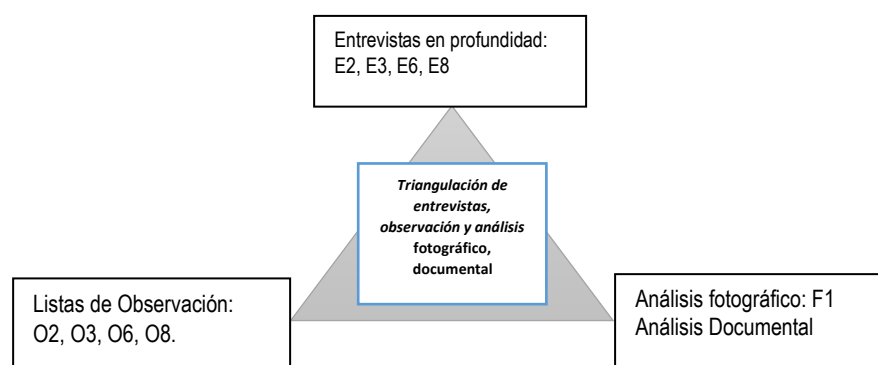 Entrevistas en profundidad:
E2, E3, E6, E8
Triangulación de
entrevistas,
observación y análisis
fotográfico,
documental
Listas de Observación:
O2, O3, O6, O8.
Análisis fotográfico: F1
Análisis Documental